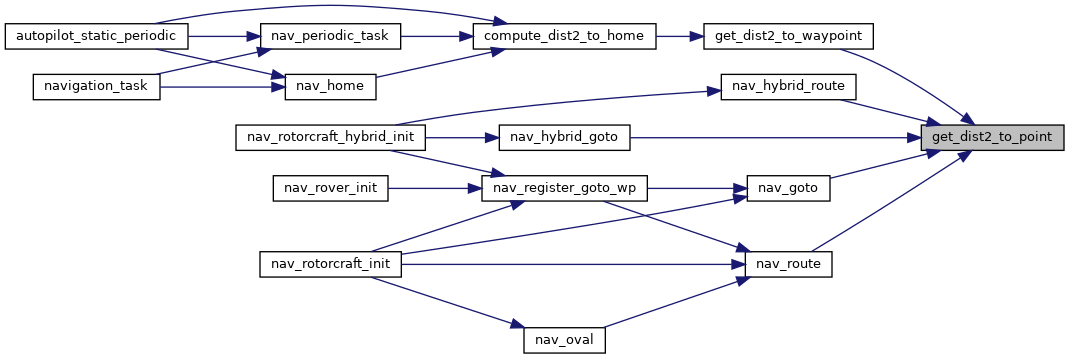 autopilot_static_periodic
nav_periodic_task
compute_dist2_to_home
get_dist2_to_waypoint
navigation_task
nav_home
nav_hybrid_route
nav_rotorcraft_hybrid_init
nav_hybrid_goto
get_dist2_to_point
nav_rover_init
nav_register_goto_wp
nav_goto
nav_rotorcraft_init
nav_route
nav_oval